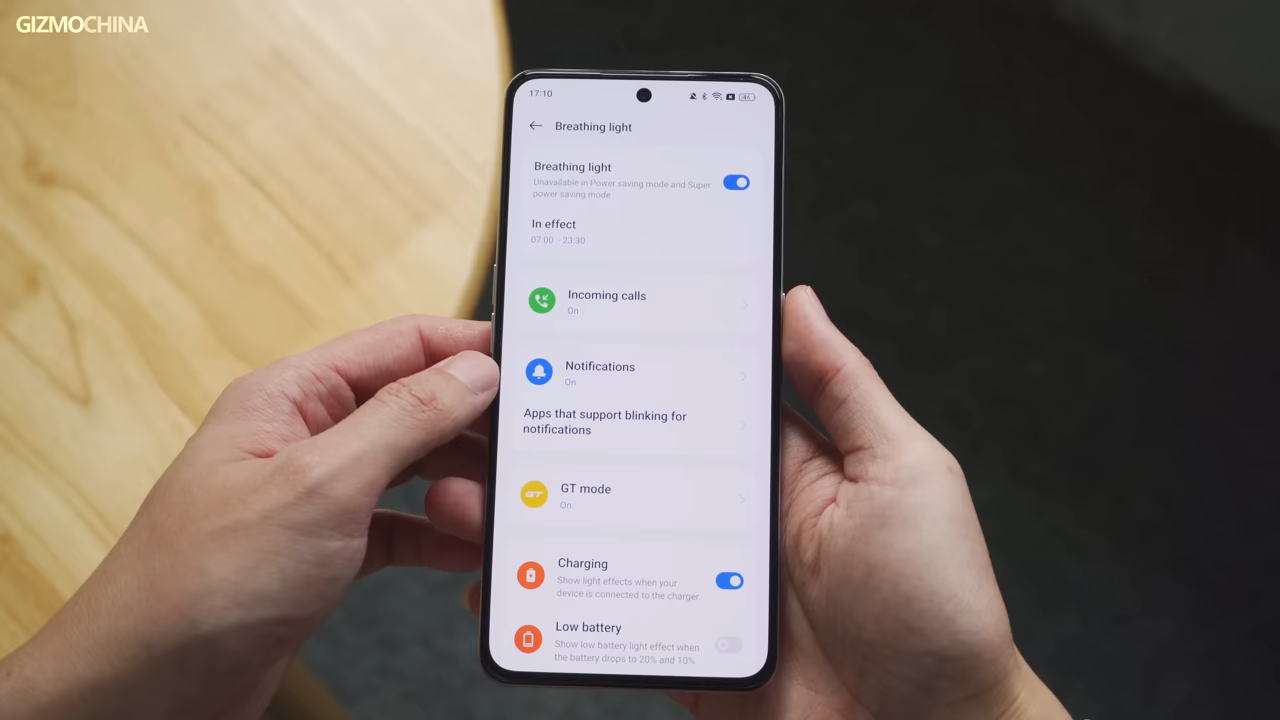 GIZMOCHINA
17:10
46
Breathing light
Breathing light
Unavailable in Power saving mode and Super
power saving mode
In effect
07:00 - 23:30
Incoming calls
On
Notifications
On
Apps that support blinking for
notifications
GT
GT mode
On
Charging
Show light effects when your
device is connected to the charger.
Low battery
Show low battery light effect when
the battery drops to 20% and 10%